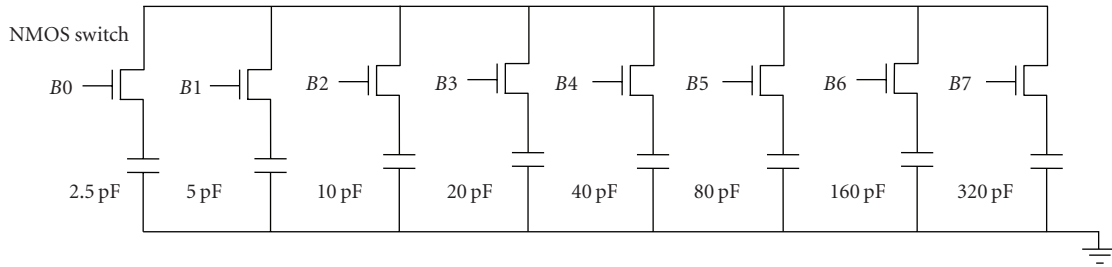 NMOS switch
B0
B1
B2
B3
B4
B5
B6
B7
2.5 pF
5 pF
10 pF
20 pF
40 pF
80 pF
160 pF
320 pF